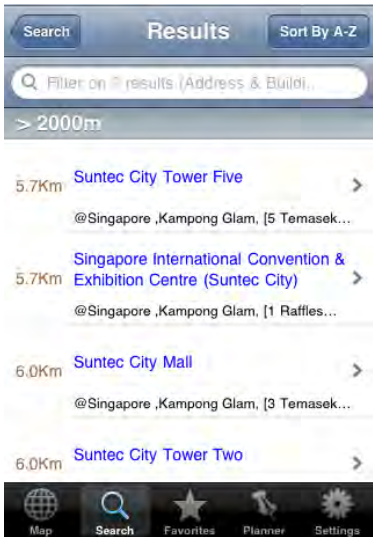 Search Results Sort By A-Z
Filter on results (Address & Buildi...
> 2000m
Suntec City Tower Five
5.7Km
@Singapore ,Kampong Glam, [5 Temasek...
Singapore International Convention &
5.7Km Exhibition Centre (Suntec City)
@Singapore ,Kampong Glam, [1 Raffles...
Suntec City Mall
6.0Km
@Singapore ,Kampong Glam, [3 Temasek...
Suntec City Tower Two
6.0Km
Map Search Favorites Planner Settings